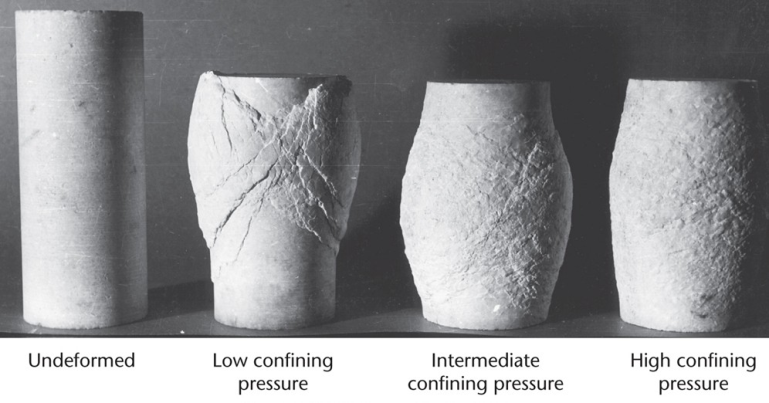 Undeformed
Low confining
pressure
Intermediate
confining pressure
High confining
pressure